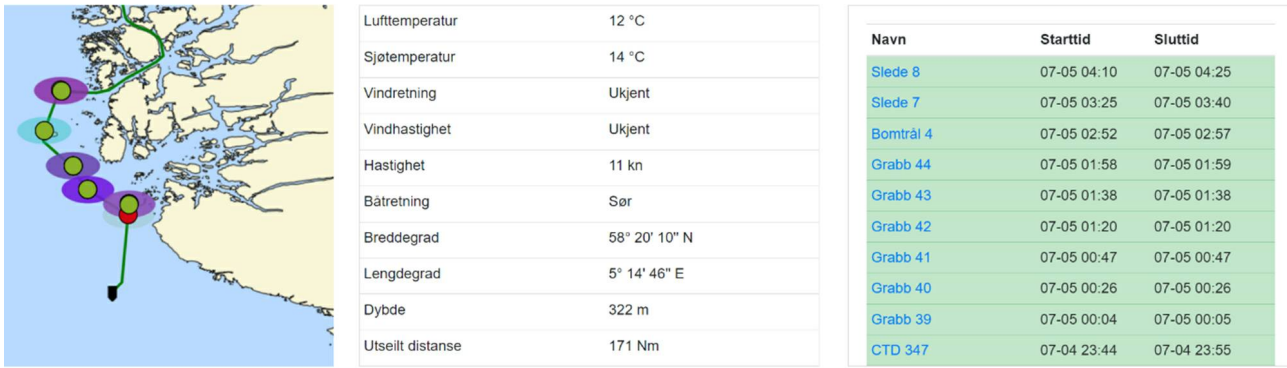 Lufttemperatur 12 °C
Sjøtemperatur 14 °C
Vindretning Ukjent
Vindhastighet Ukjent
Hastighet 11 kn
Båtretning Sør
Breddegrad 58° 20' 10" N
Lengdegrad 5° 14' 46" E
Dybde 322 m
Utseilt distanse 171 Nm
Navn Starttid Sluttid
Slede 8 07-05 04:10 07-05 04:25
Slede 7 07-05 03:25 07-05 03:40
Bomtrål 4 07-05 02:52 07-05 02:57
Grabb 44 07-05 01:58 07-05 01:59
Grabb 43 07-05 01:38 07-05 01:38
Grabb 42 07-05 01:20 07-05 01:20
Grabb 41 07-05 00:47 07-05 00:47
Grabb 40 07-05 00:26 07-05 00:26
Grabb 39 07-05 00:04 07-05 00:05
CTD 347 07-04 23:44 07-04 23:55